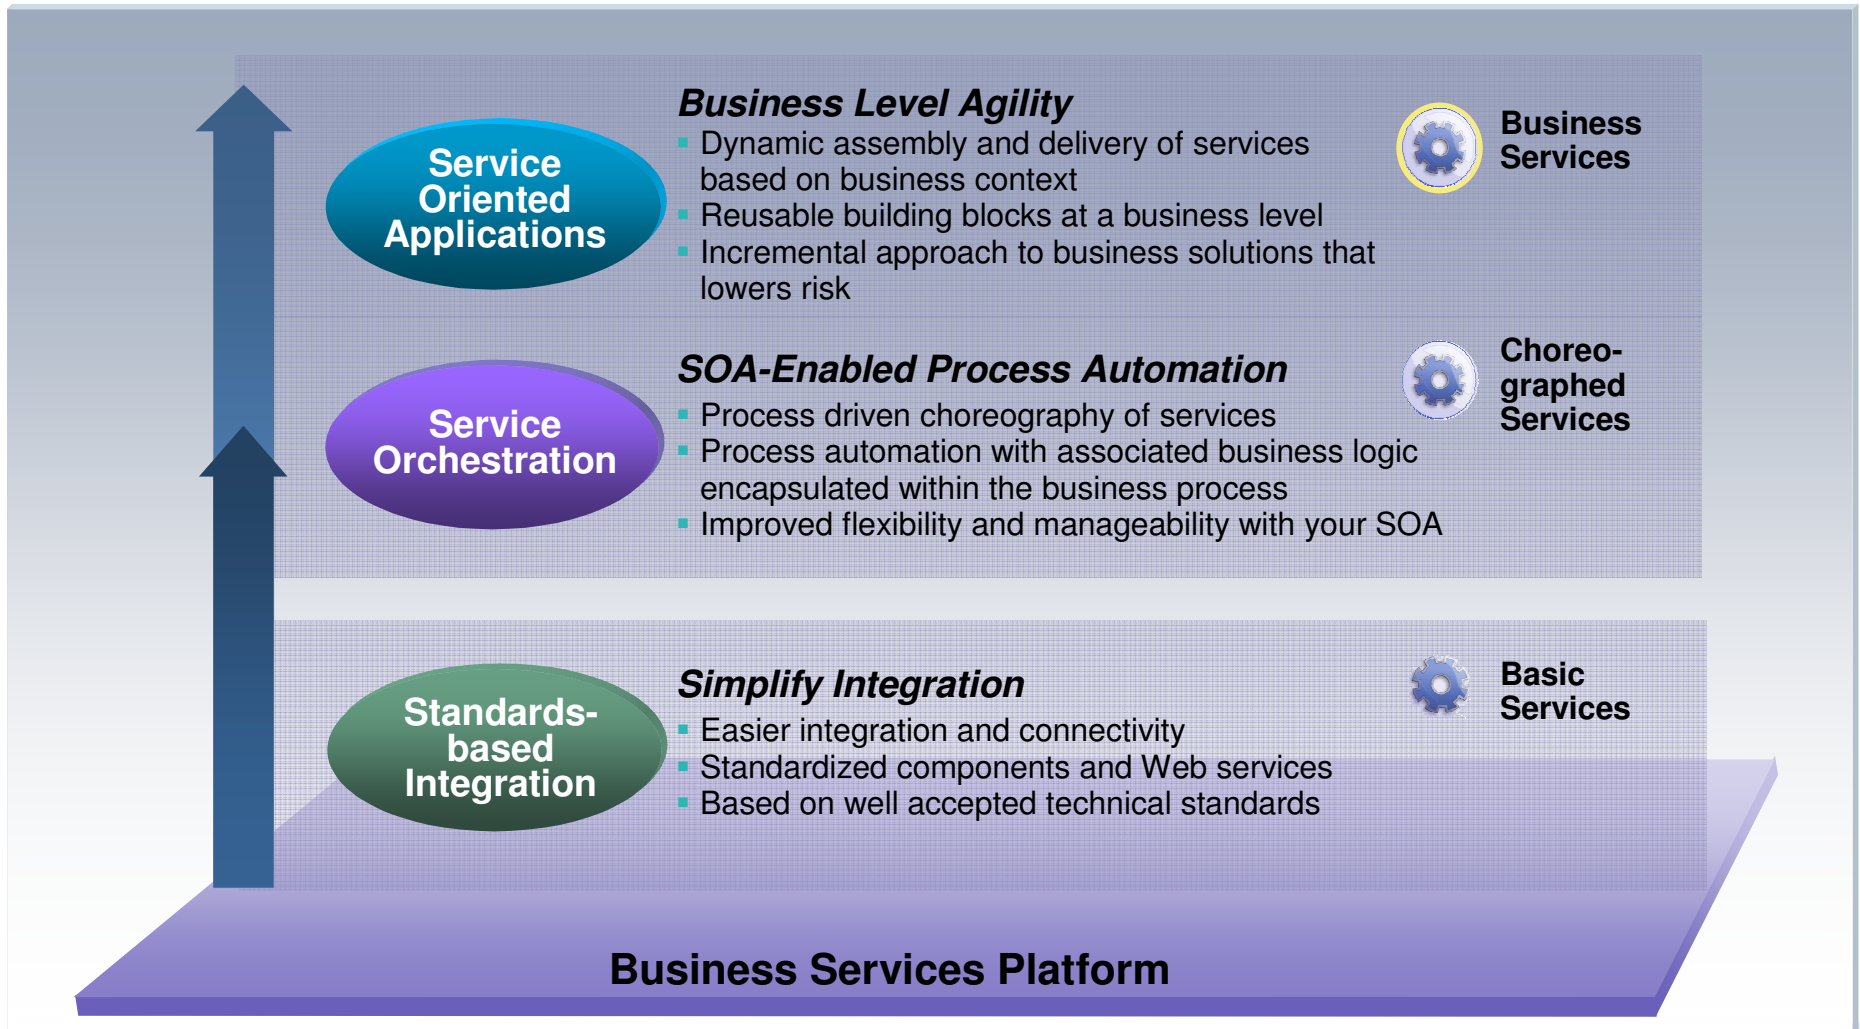 Service
Oriented
Applications
Business Level Agility
Dynamic assembly and delivery of services
based on business context
Reusable building blocks at a business level
Incremental approach to business solutions that
lowers risk
Business
Services
Service
Orchestration
SOA-Enabled Process Automation
Process driven choreography of services
Process automation with associated business logic
encapsulated within the business process
Improved flexibility and manageability with your SOA
Choreo-
graphed
Services
Standards-
based
Integration
Simplify Integration
Easier integration and connectivity
Standardized components and Web services
Based on well accepted technical standards
Basic
Services
Business Services Platform